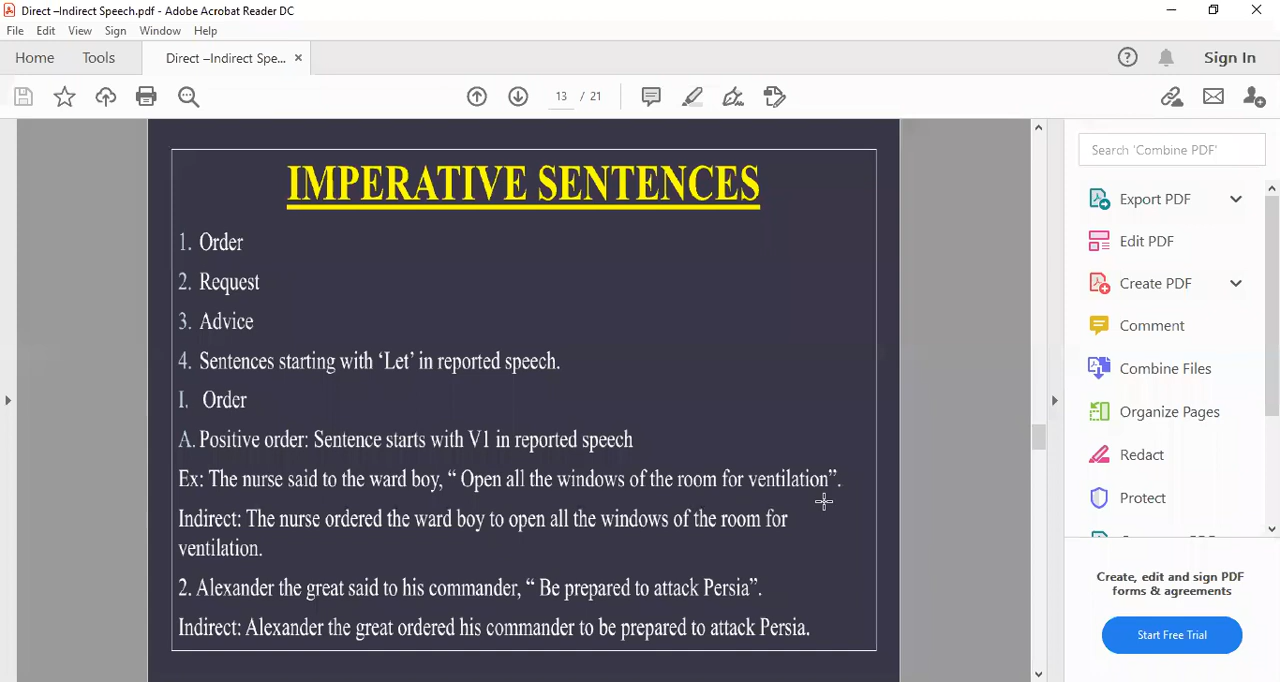 Direct –Indirect Speech.pdf - Adobe Acrobat Reader DC
File Edit View Sign Window Help
Home Tools Direct –Indirect Spe... × Sign In
13 / 21
Search 'Combine PDF'
IMPERATIVE SENTENCES
1. Order
2. Request
3. Advice
4. Sentences starting with ‘Let’ in reported speech.
I. Order
A. Positive order: Sentence starts with V1 in reported speech
Ex: The nurse said to the ward boy, “ Open all the windows of the room for ventilation”.
Indirect: The nurse ordered the ward boy to open all the windows of the room for
ventilation.
2. Alexander the great said to his commander, “ Be prepared to attack Persia”.
Indirect: Alexander the great ordered his commander to be prepared to attack Persia.
Export PDF
Edit PDF
Create PDF
Comment
Combine Files
Organize Pages
Redact
Protect
Create, edit and sign PDF
forms & agreements
Start Free Trial